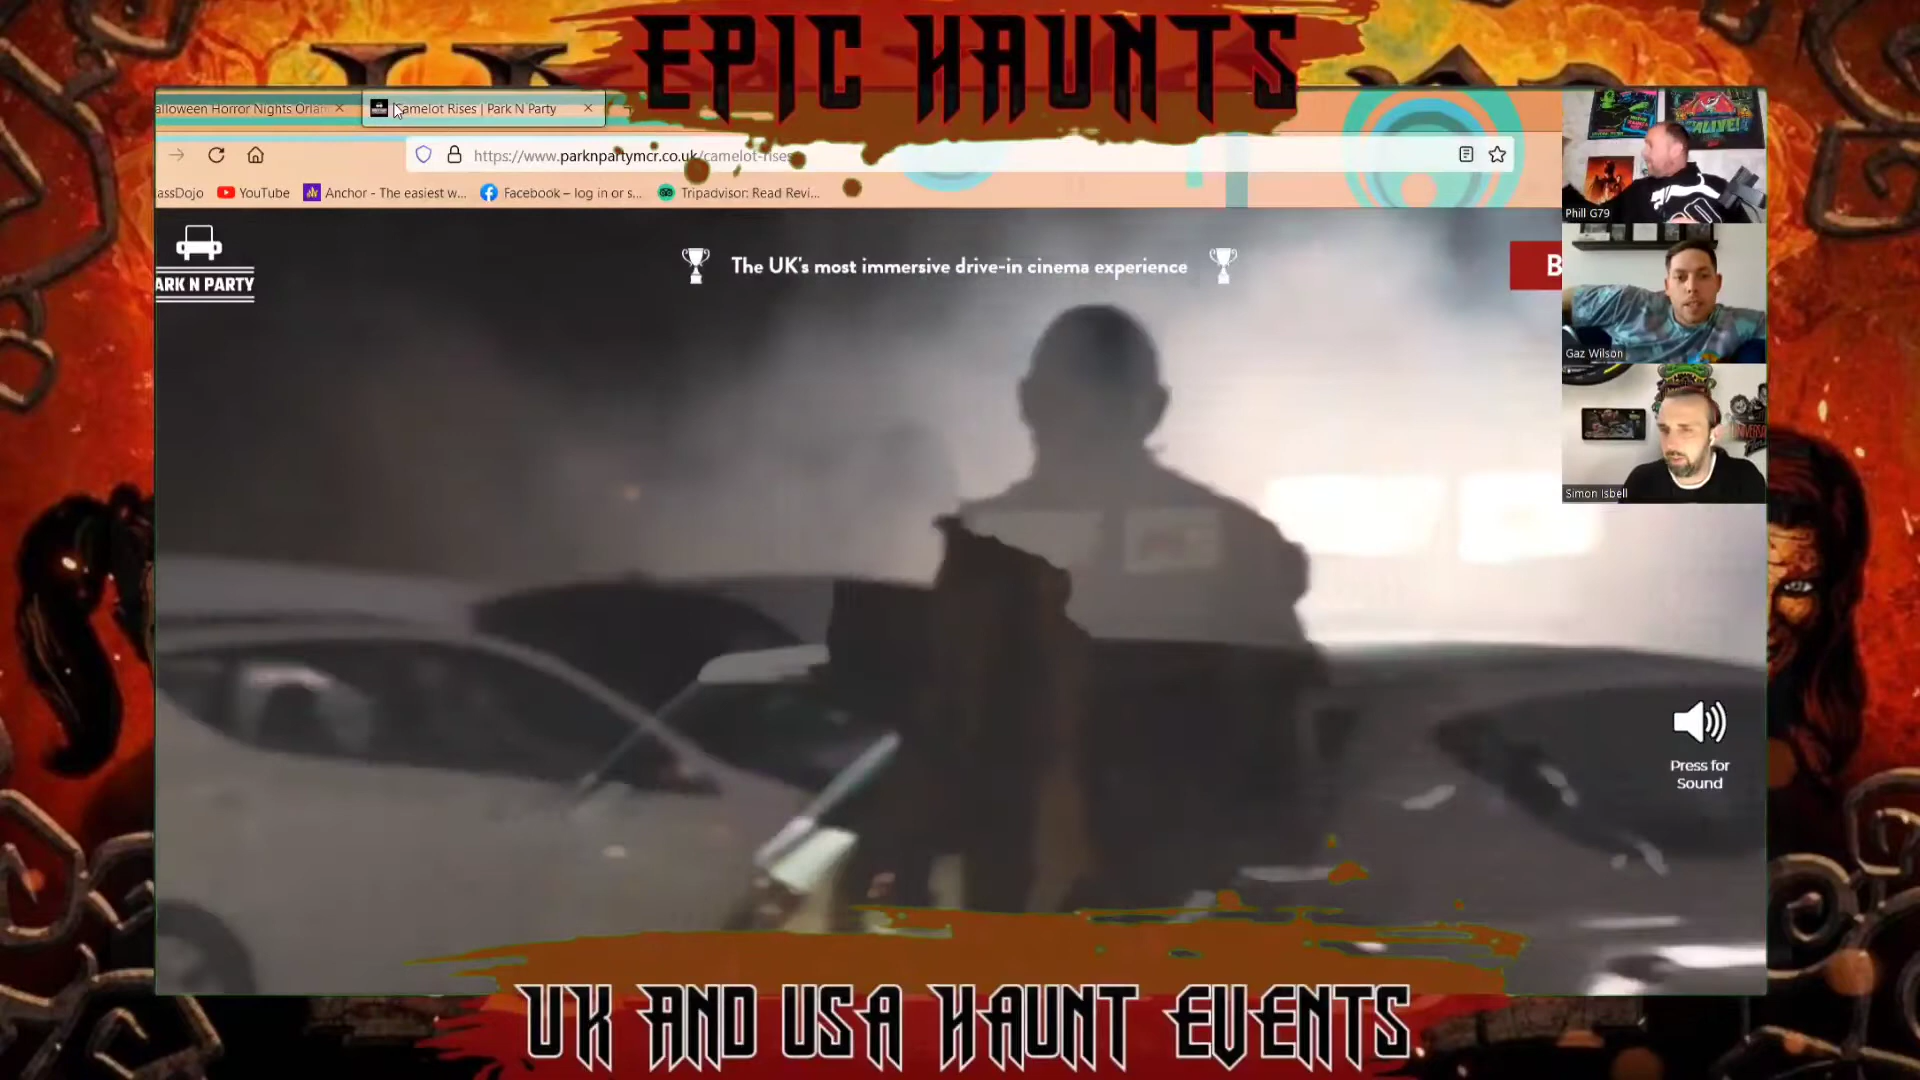 EPIC HAUNTS
alloween Horror Nights Orlan
Camelot Rises | Park N Party
https://www.parknpartymcr.co.uk/camelot-rises
lassDojo
YouTube
Anchor - The easiest w...
Facebook – log in or s...
Tripadvisor: Read Revi...
ARK N PARTY
The UK's most immersive drive-in cinema experience
B
Phill G79
Gaz Wilson
Simon Isbell
Press for
Sound
UK AND USA HAUNT EVENTS